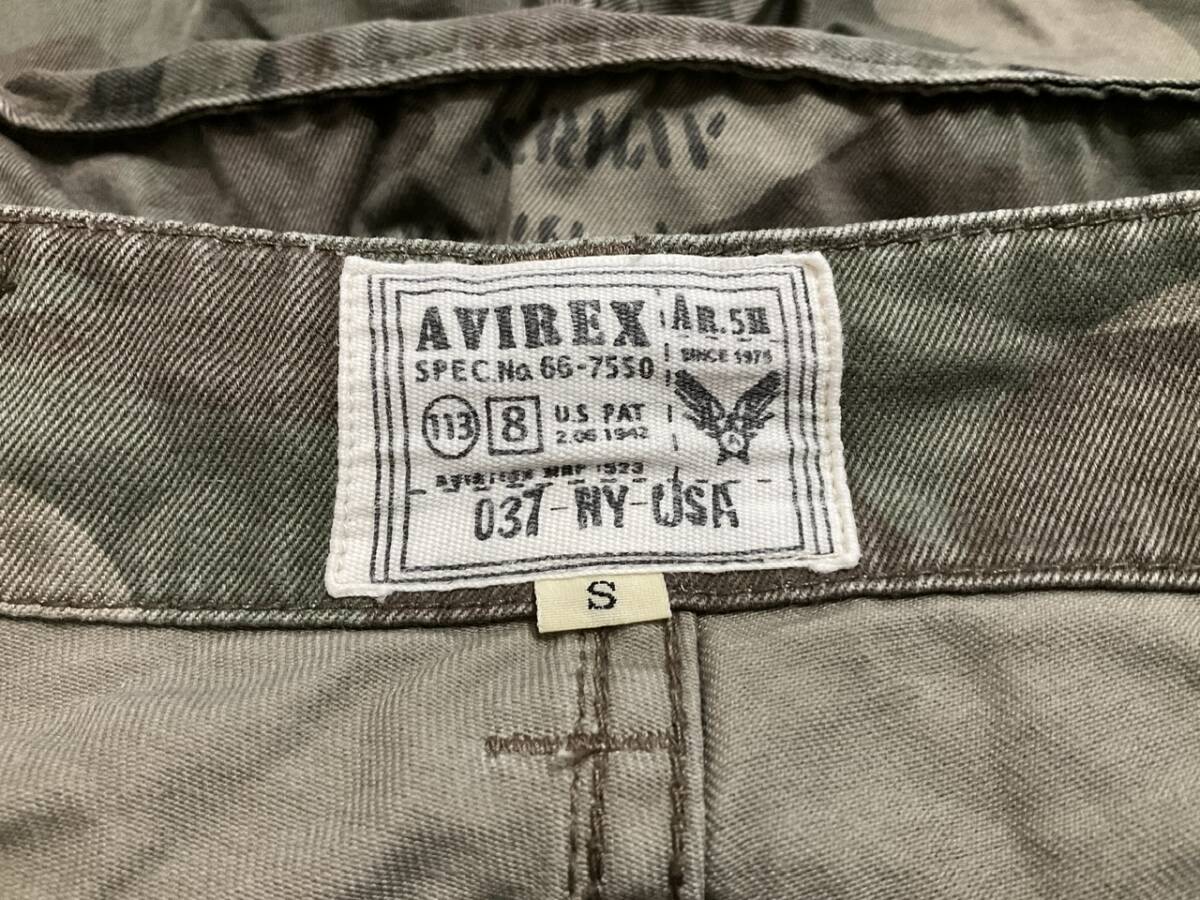 AVIREX
AR.5H
SPEC.No. 66-7550
SINCE 1975
113 8 U.S. PAT
2.06.1942
037-NY-USA
S